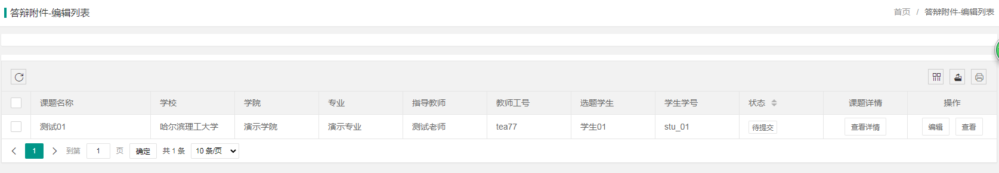 答辩附件-编辑列表
首页 / 答辩附件-编辑列表
课题名称 学校 学院 专业 指导教师 教师工号 选题学生 学生学号 状态 课题详情 操作
测试01 哈尔滨理工大学 演示学院 演示专业 测试老师 tea77 学生01 stu_01 待提交 查看详情 编辑 查看
1 到第 1 页 确定 共 1 条 10 条/页